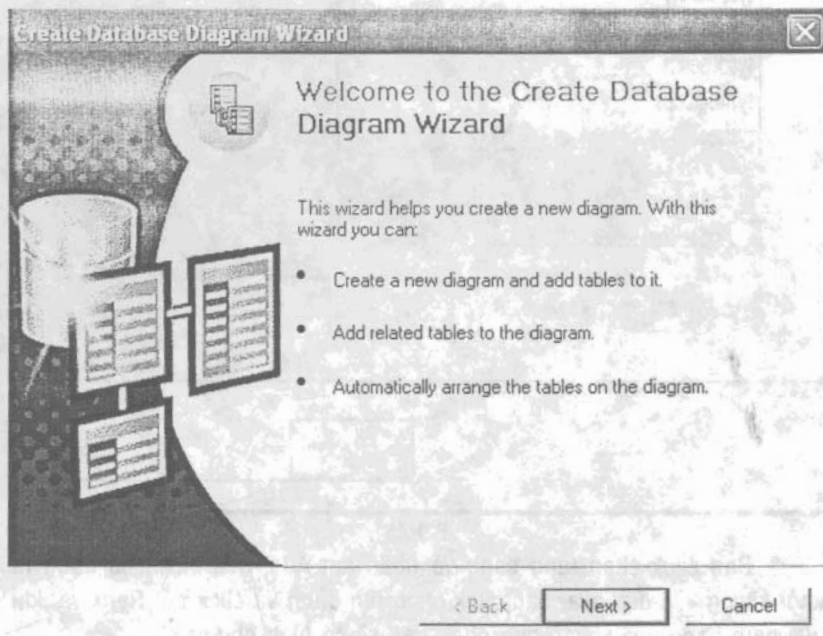 Create Database Diagram Wizard
Welcome to the Create Database
Diagram Wizard
This wizard helps you create a new diagram. With this
wizard you can:
• Create a new diagram and add tables to it.
• Add related tables to the diagram.
• Automatically arrange the tables on the diagram.
< Back
Next >
Cancel